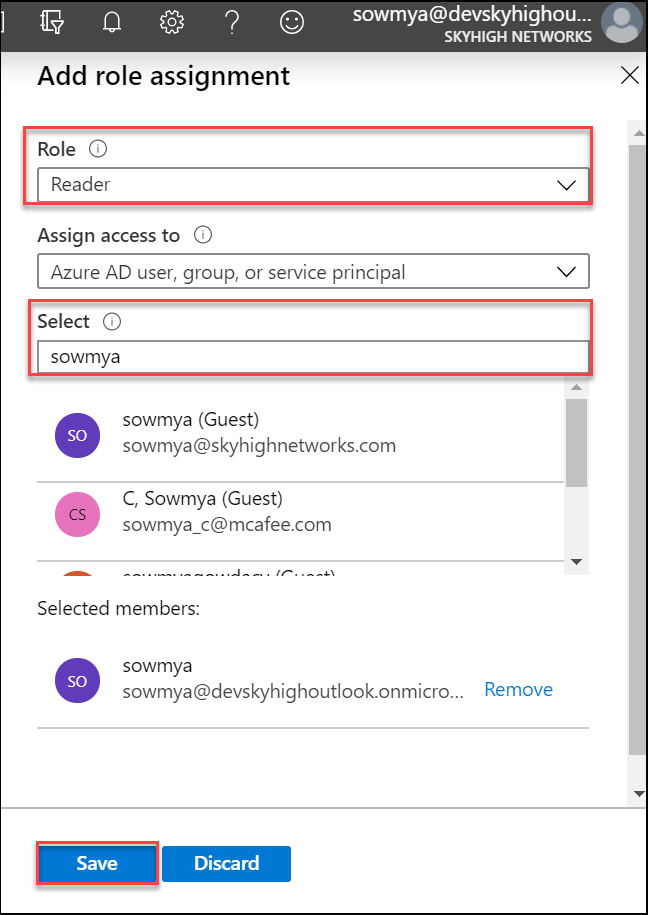 sowmya@devskyhighou...
SKYHIGH NETWORKS
Add role assignment
Role
Reader
Assign access to
Azure AD user, group, or service principal
Select
sowmya
SO
sowmya (Guest)
sowmya@skyhighnetworks.com
CS
C, Sowmya (Guest)
sowmya_c@mcafee.com
sowmyagowdacv (Guest)
Selected members:
SO
sowmya
sowmya@devskyhighoutlook.onmicro...
Remove
Save
Discard